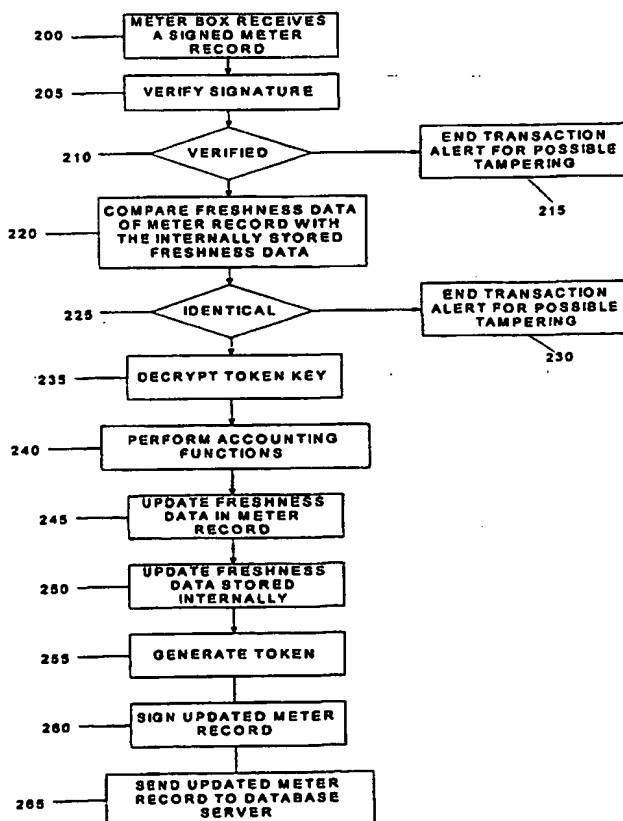 200
METER BOX RECEIVES
A SIGNED METER
RECORD
205
VERIFY SIGNATURE
210
VERIFIED
END TRANSACTION
ALERT FOR POSSIBLE
TAMPERING
215
220
COMPARE FRESHNESS DATA
OF METER RECORD WITH
THE INTERNALLY STORED
FRESHNESS DATA
225
IDENTICAL
END TRANSACTION
ALERT FOR POSSIBLE
TAMPERING
230
235
DECRYPT TOKEN KEY
240
PERFORM ACCOUNTING
FUNCTIONS
245
UPDATE FRESHNESS
DATA IN METER
RECORD
250
UPDATE FRESHNESS
DATA STORED
INTERNALLY
255
GENERATE TOKEN
260
SIGN UPDATED METER
RECORD
265
SEND UPDATED METER
RECORD TO DATABASE
SERVER